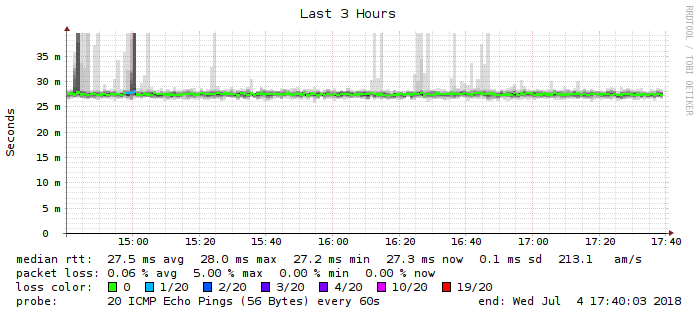 Last 3 Hours
RRDTOOL / TOBI OETIKER
Seconds
35 m
30 m
25 m
20 m
15 m
10 m
5 m
0
15:00 15:20 15:40 16:00 16:20 16:40 17:00 17:20 17:40
median rtt: 27.5 ms avg 28.0 ms max 27.2 ms min 27.3 ms now 0.1 ms sd 213.1 am/s
packet loss: 0.06 % avg 5.00 % max 0.00 % min 0.00 % now
loss color: 0 1/20 2/20 3/20 4/20 10/20 19/20
probe: 20 ICMP Echo Pings (56 Bytes) every 60s end: Wed Jul 4 17:40:03 2018